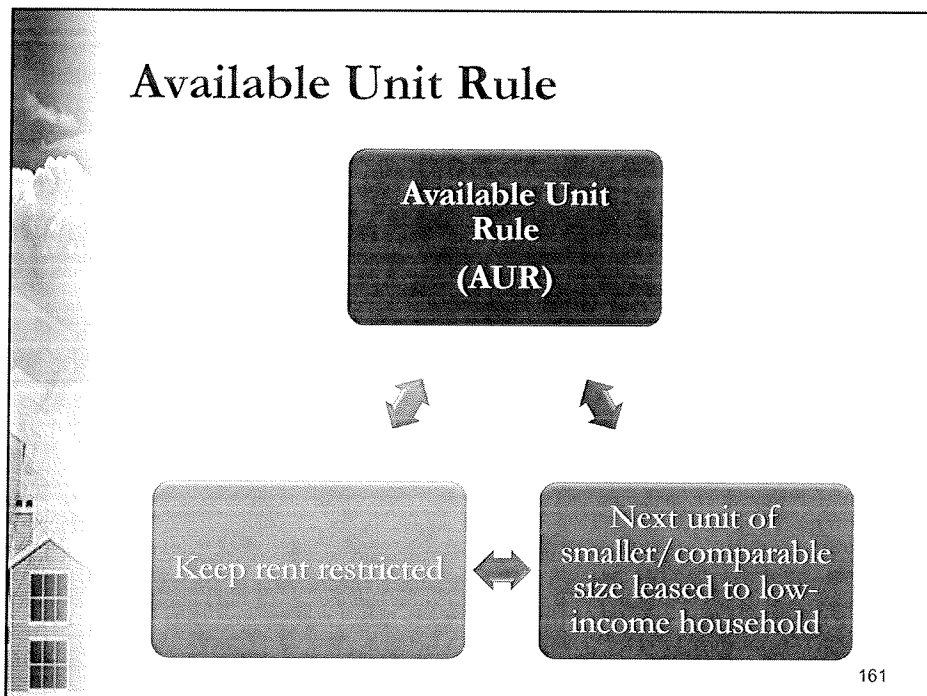 Available Unit Rule
Available Unit
Rule
(AUR)
Keep rent restricted
Next unit of
smaller/comparable
size leased to low-
income household
161